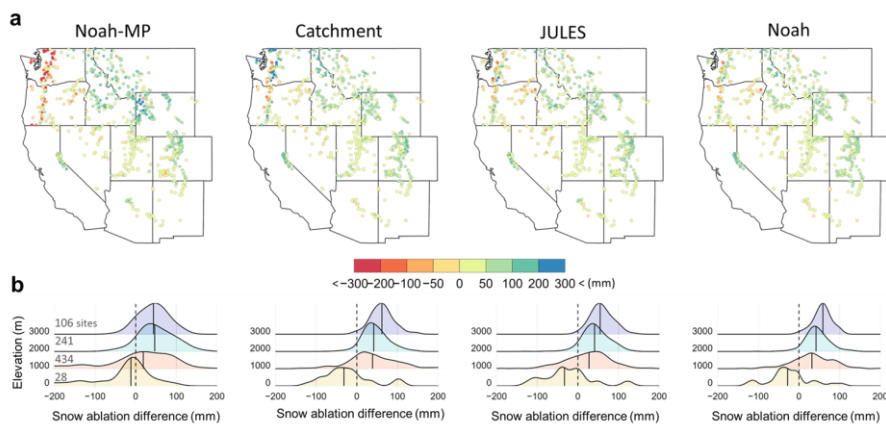 a
Noah-MP Catchment JULES Noah
<−300 −200 −100 −50 0 50 100 200 300 < (mm)
b
Elevation (m)
106 sites
3000 3000 3000 3000
241
2000 2000 2000 2000
434
1000 1000 1000 1000
28
0 0 0 0
−200 −100 0 100 200 −200 −100 0 100 200 −200 −100 0 100 200 −200 −100 0 100 200
Snow ablation difference (mm) Snow ablation difference (mm) Snow ablation difference (mm) Snow ablation difference (mm)